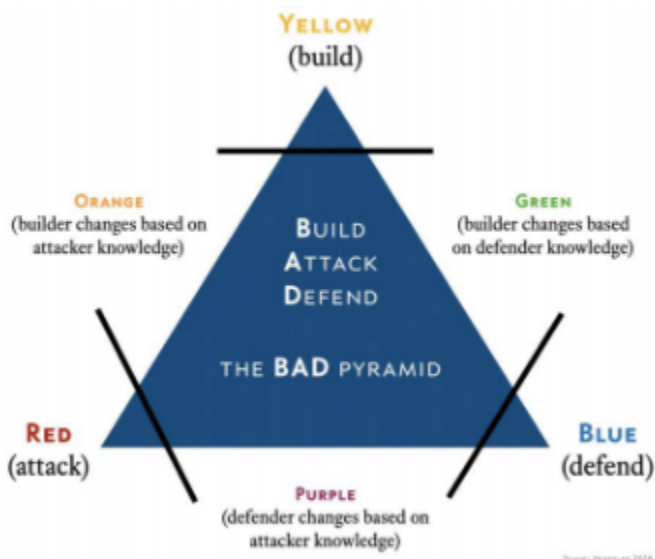 YELLOW
(build)
ORANGE
(builder changes based on
attacker knowledge)
GREEN
(builder changes based
on defender knowledge)
BUILD
ATTACK
DEFEND
THE BAD PYRAMID
RED
(attack)
BLUE
(defend)
PURPLE
(defender changes based on
attacker knowledge)